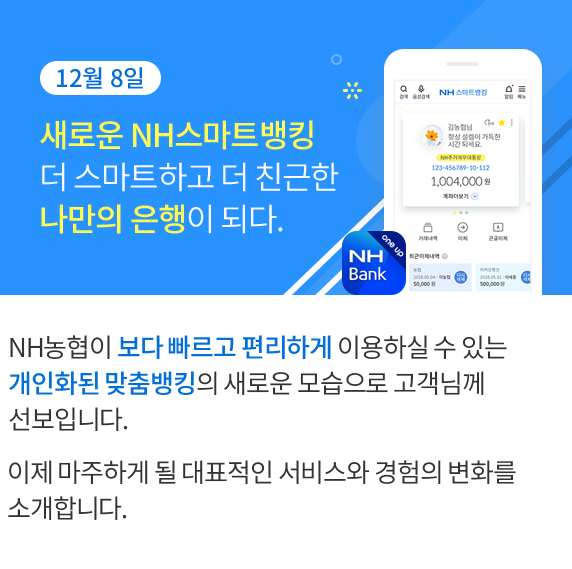 12월 8일
새로운 NH스마트뱅킹
더 스마트하고 더 친근한
나만의 은행이 되다.
검색 음성검색 NH 스마트뱅킹 알림 메뉴
김농협님
항상 설렘이 가득한
시간 되세요.
NH주거래우대통장
123-456789-10-112
1,004,000 원
계좌더보기
거래내역 이체 큰글이체
최근이체내역
농협 카카오뱅크
2018.05.04 이농협 2018.05.01 이세종
50,000 원 500,000 원
one up
NH
Bank
NH농협이 보다 빠르고 편리하게 이용하실 수 있는
개인화된 맞춤뱅킹의 새로운 모습으로 고객님께
선보입니다.
이제 마주하게 될 대표적인 서비스와 경험의 변화를
소개합니다.